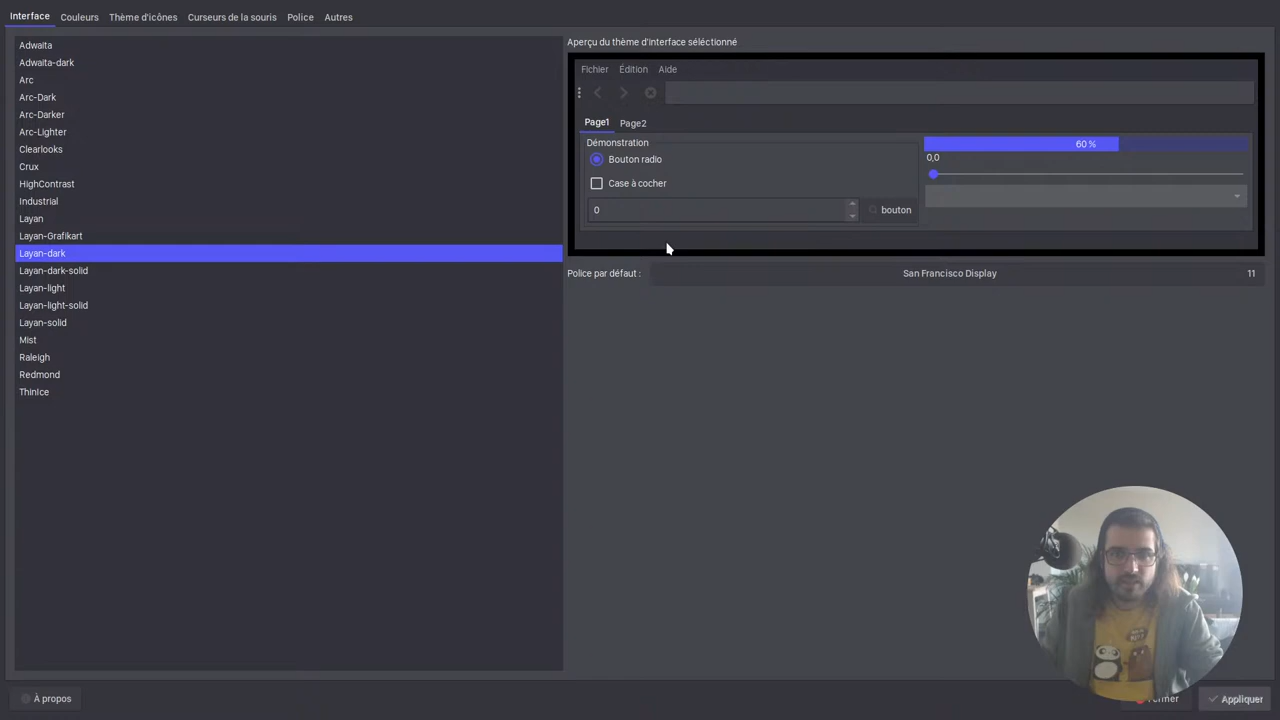 Interface Couleurs Thème d'icônes Curseurs de la souris Police Autres
Adwaita
Adwaita-dark
Arc
Arc-Dark
Arc-Darker
Arc-Lighter
Clearlooks
Crux
HighContrast
Industrial
Layan
Layan-Grafikart
Layan-dark
Layan-dark-solid
Layan-light
Layan-light-solid
Layan-solid
Mist
Raleigh
Redmond
ThinIce
Aperçu du thème d'interface séléctionné
Fichier Édition Aide
Page1 Page2
Démonstration
Bouton radio
Case à cocher
0 bouton
60 %
0,0
Police par défaut : San Francisco Display 11
À propos
Fermer Appliquer